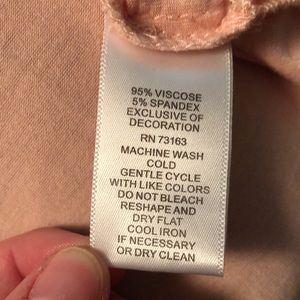 95% VISCOSE
5% SPANDEX
EXCLUSIVE OF
DECORATION
RN 73163
MACHINE WASH
COLD
GENTLE CYCLE
WITH LIKE COLORS
DO NOT BLEACH
RESHAPE AND
DRY FLAT
COOL IRON
IF NECESSARY
OR DRY CLEAN